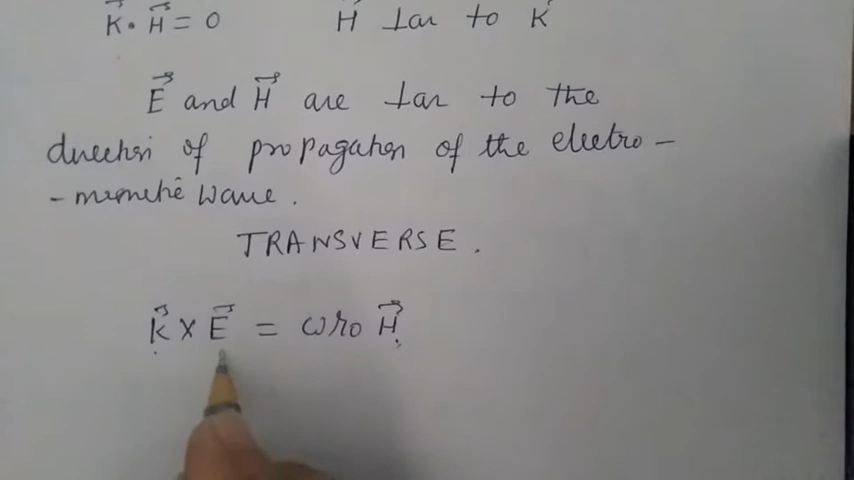 K⃗ · H⃗ = 0 H ⊥ar to K
E⃗ and H⃗ are ⊥ar to the
direction of propagation of the electro -
- magnetic wave.
TRANSVERSE.
K⃗ X E⃗ = ωμ₀ H⃗